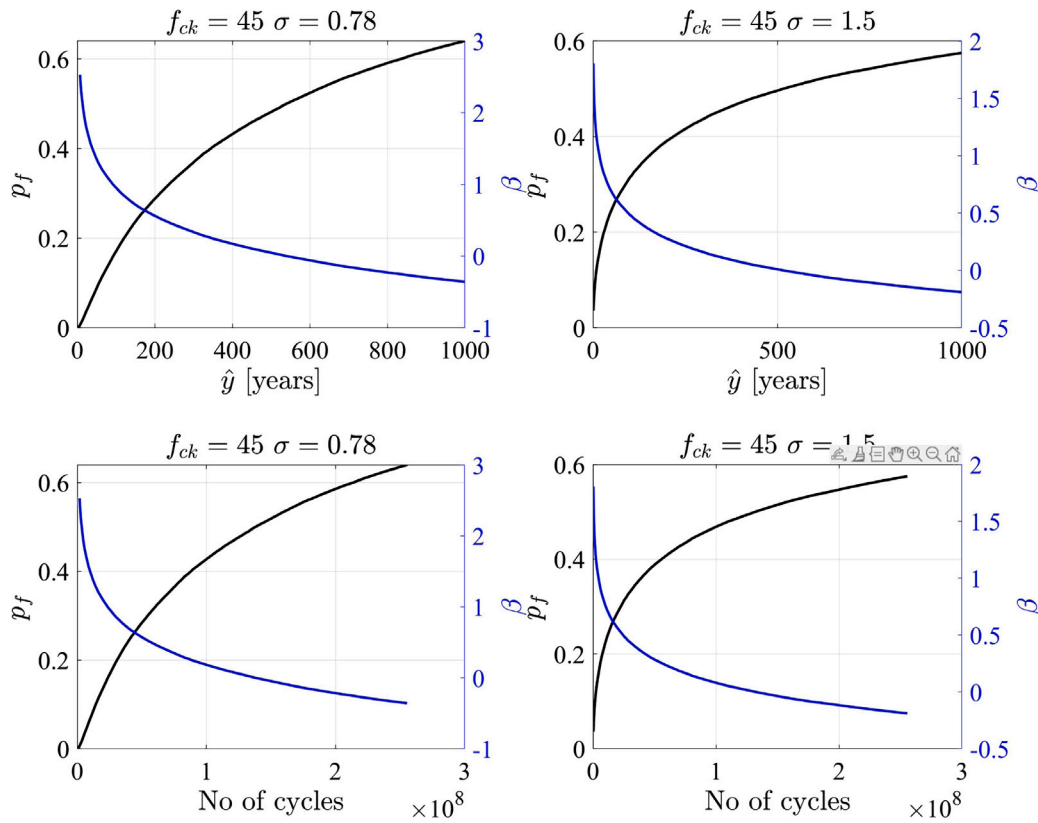 f_ck = 45 σ = 0.78
0.6
0.4
0.2
0
p_f
3
2
1
0
-1
β
0 200 400 600 800 1000
ŷ [years]
f_ck = 45 σ = 1.5
0.6
0.4
0.2
0
p_f
2
1.5
1
0.5
0
-0.5
β
0 500 1000
ŷ [years]
f_ck = 45 σ = 0.78
0.6
0.4
0.2
0
p_f
3
2
1
0
-1
β
0 1 2 3
No of cycles ×10^8
f_ck = 45 σ = 1.5
0.6
0.4
0.2
0
p_f
2
1.5
1
0.5
0
-0.5
β
0 1 2 3
No of cycles ×10^8